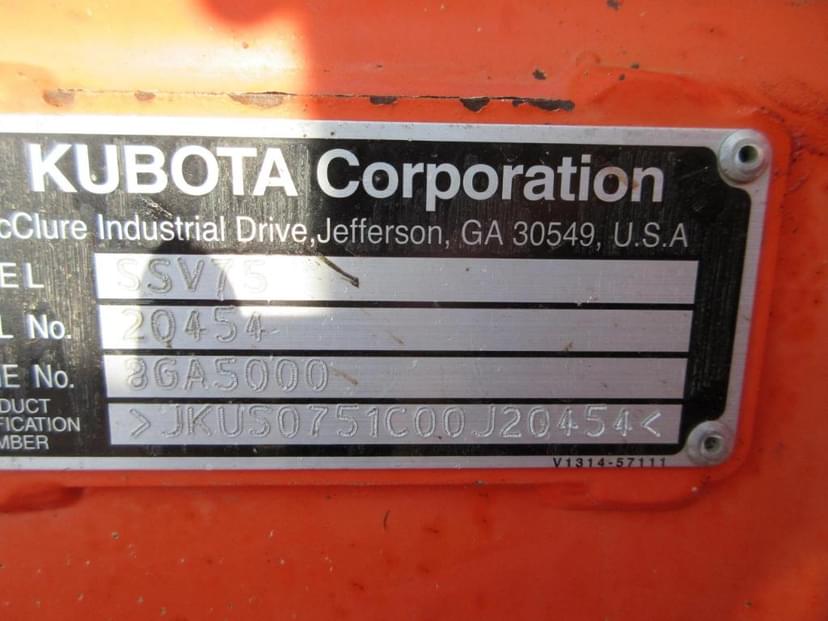 KUBOTA Corporation
cClure Industrial Drive,Jefferson, GA 30549, U.S.A
EL SSV75
L No. 20454
E No. 8GA5000
DUCT
IFICATION
MBER
>JKUS0751C00J20454<
V1314-57111